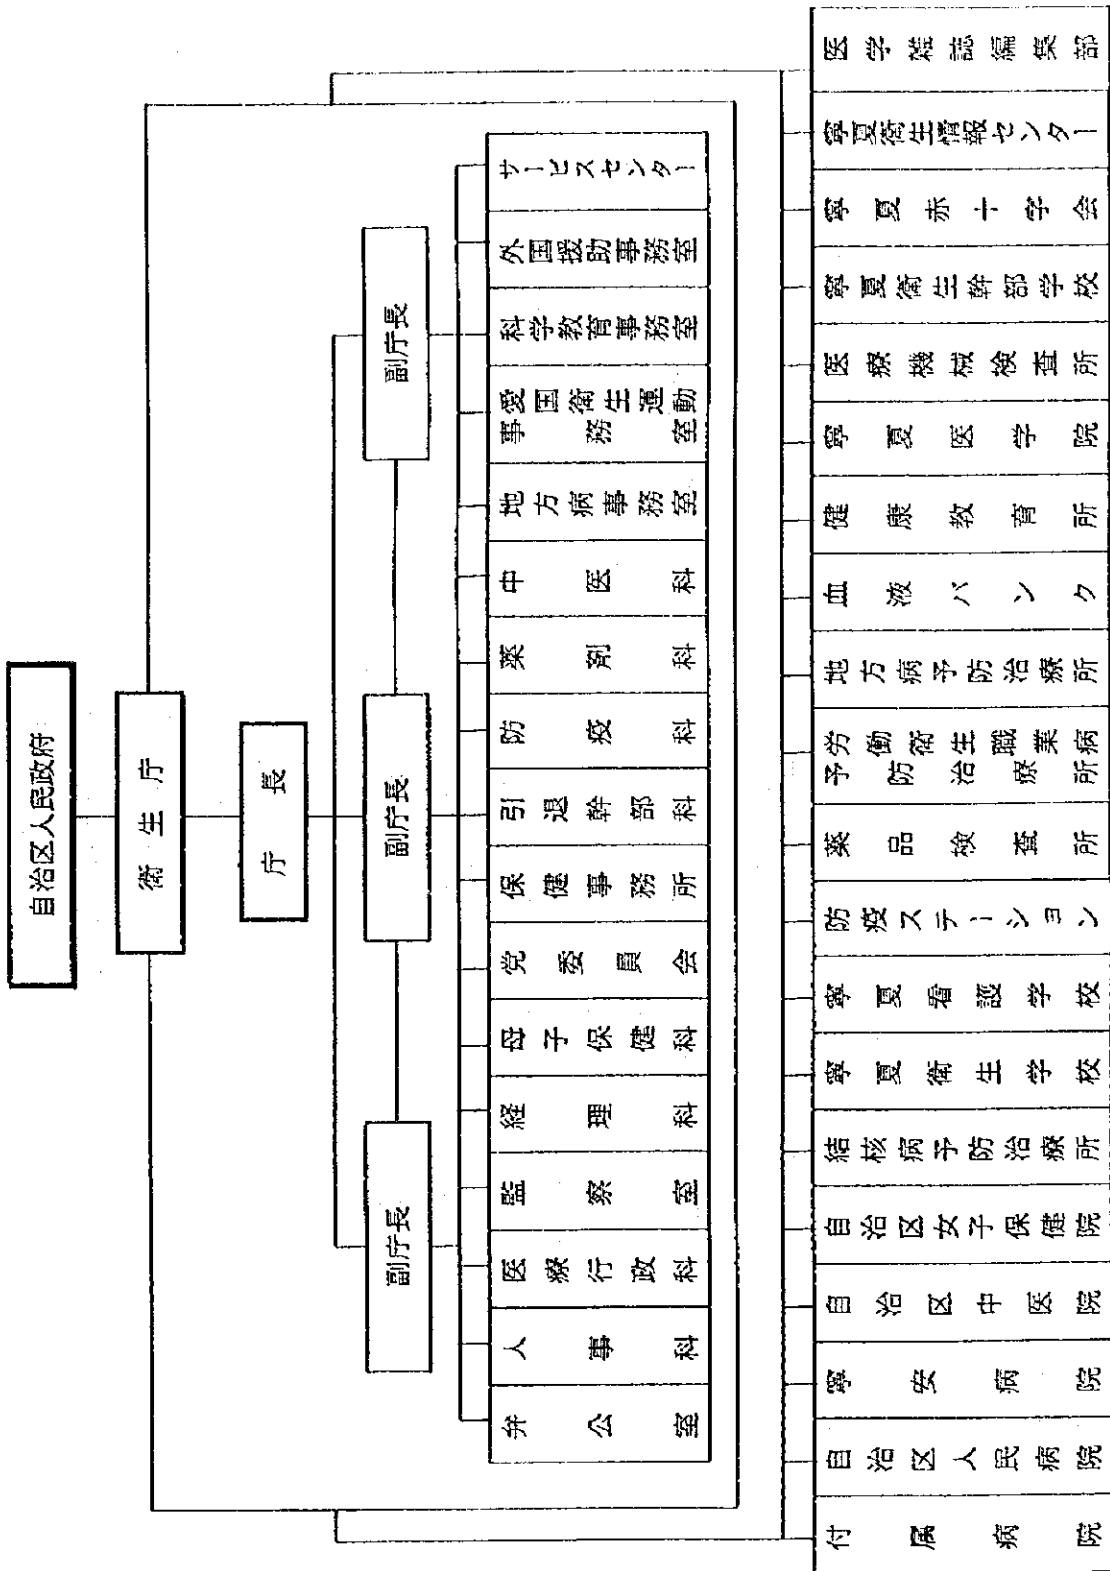 自治区人民政府
衛生庁
庁長
副庁長
副庁長
副庁長
弁公室
人事科
医療行政科
監察室
経理科
母子保健科
党委員会
保健事務所
引退幹部科
防疫科
薬剤科
中医科
地方病事務室
愛国衛生運動
事務室
科学教育事務室
外国援助事務室
サービスセンター
付属病院
自治区人民病院
寧安病院
自治区中医院
自治区女子保健院
結核病予防治療所
寧夏衛生学校
寧夏看護学校
防疫ステーション
薬品検査所
労働衛生職業病
予防治療所
地方病予防治療所
血液バンク
健康教育所
寧夏医学院
医療機械検査所
寧夏衛生幹部学校
寧夏赤十字会
寧夏衛生情報センター
医学雑誌編集部